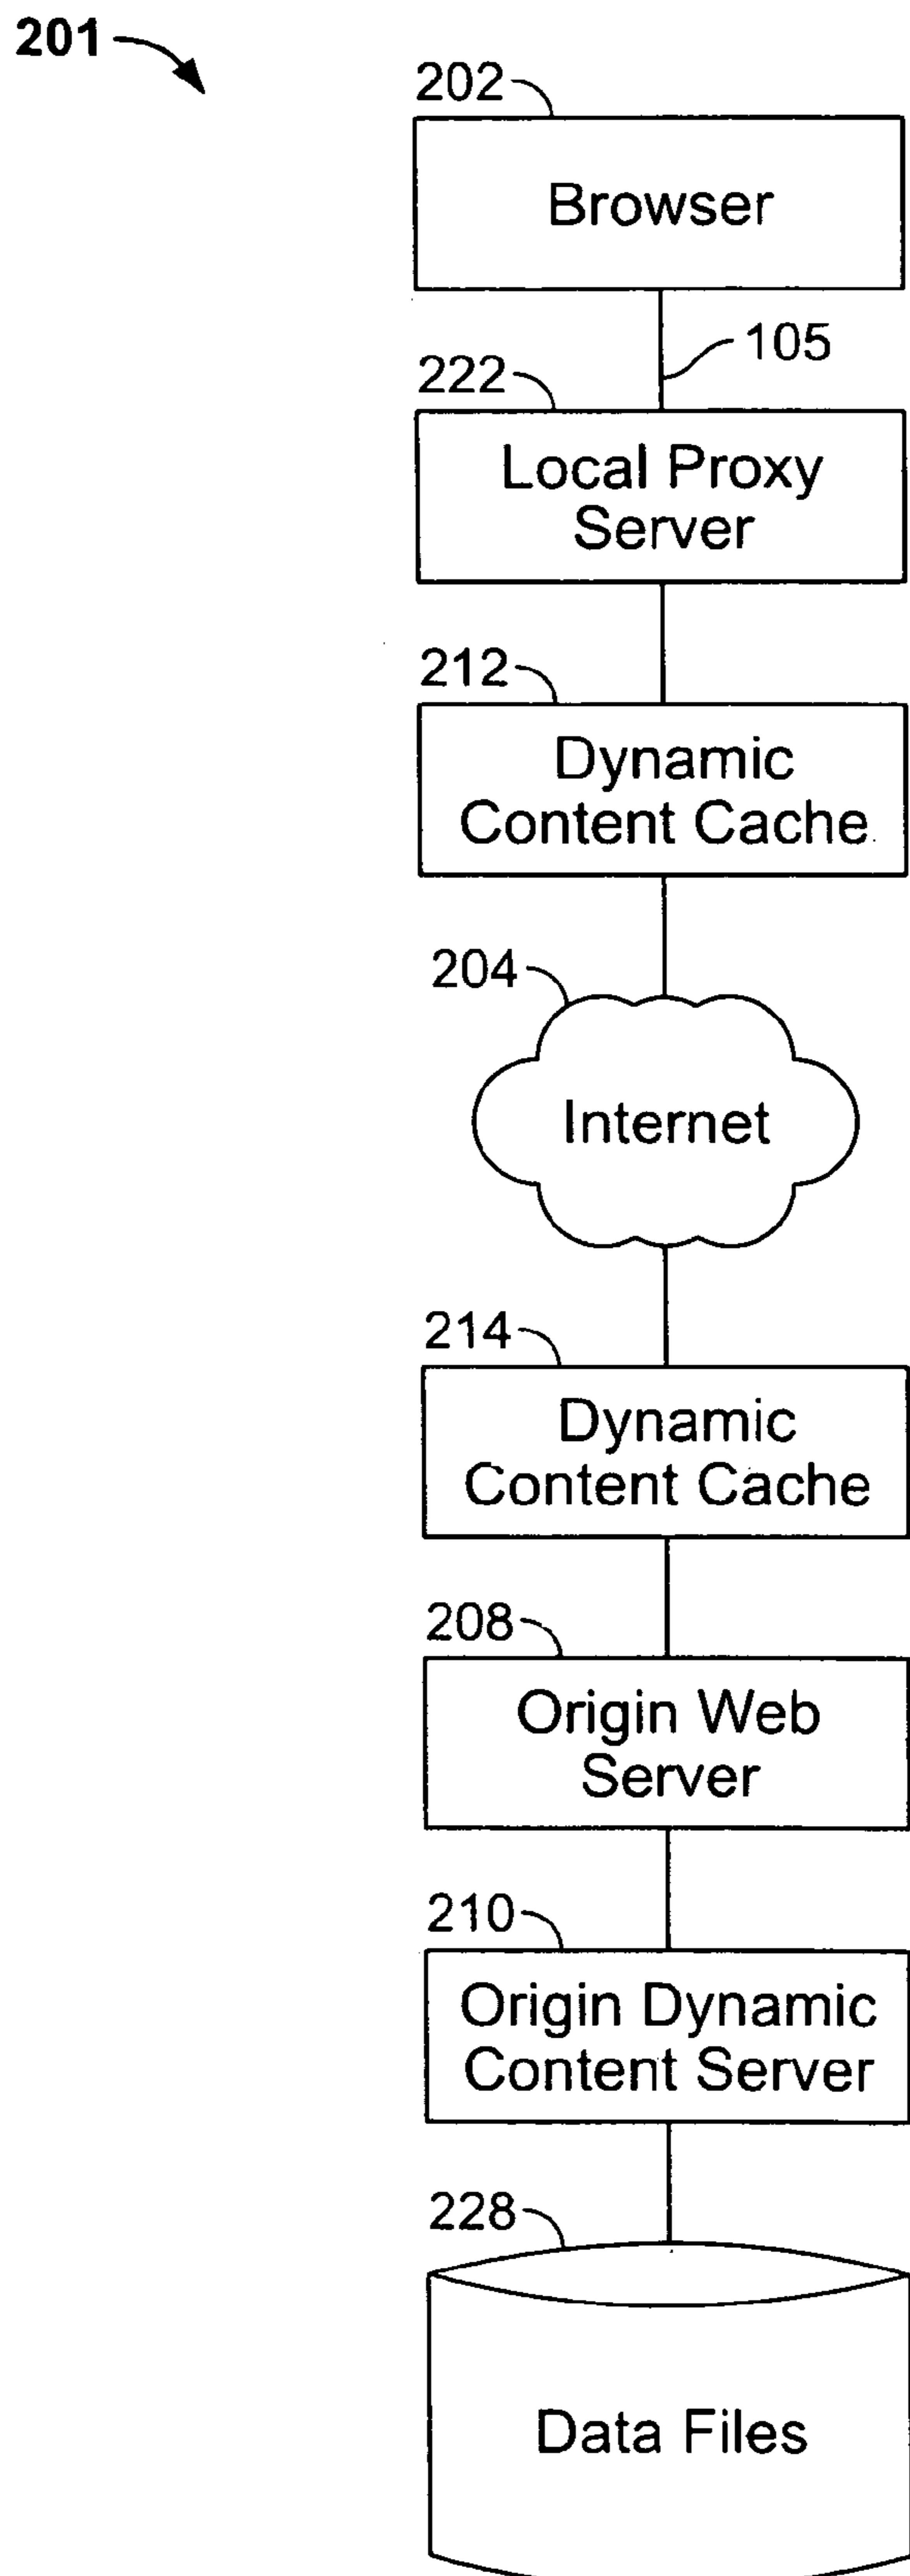 201
202
Browser
105
222
Local Proxy
Server
212
Dynamic
Content Cache
204
Internet
214
Dynamic
Content Cache
208
Origin Web
Server
210
Origin Dynamic
Content Server
228
Data Files